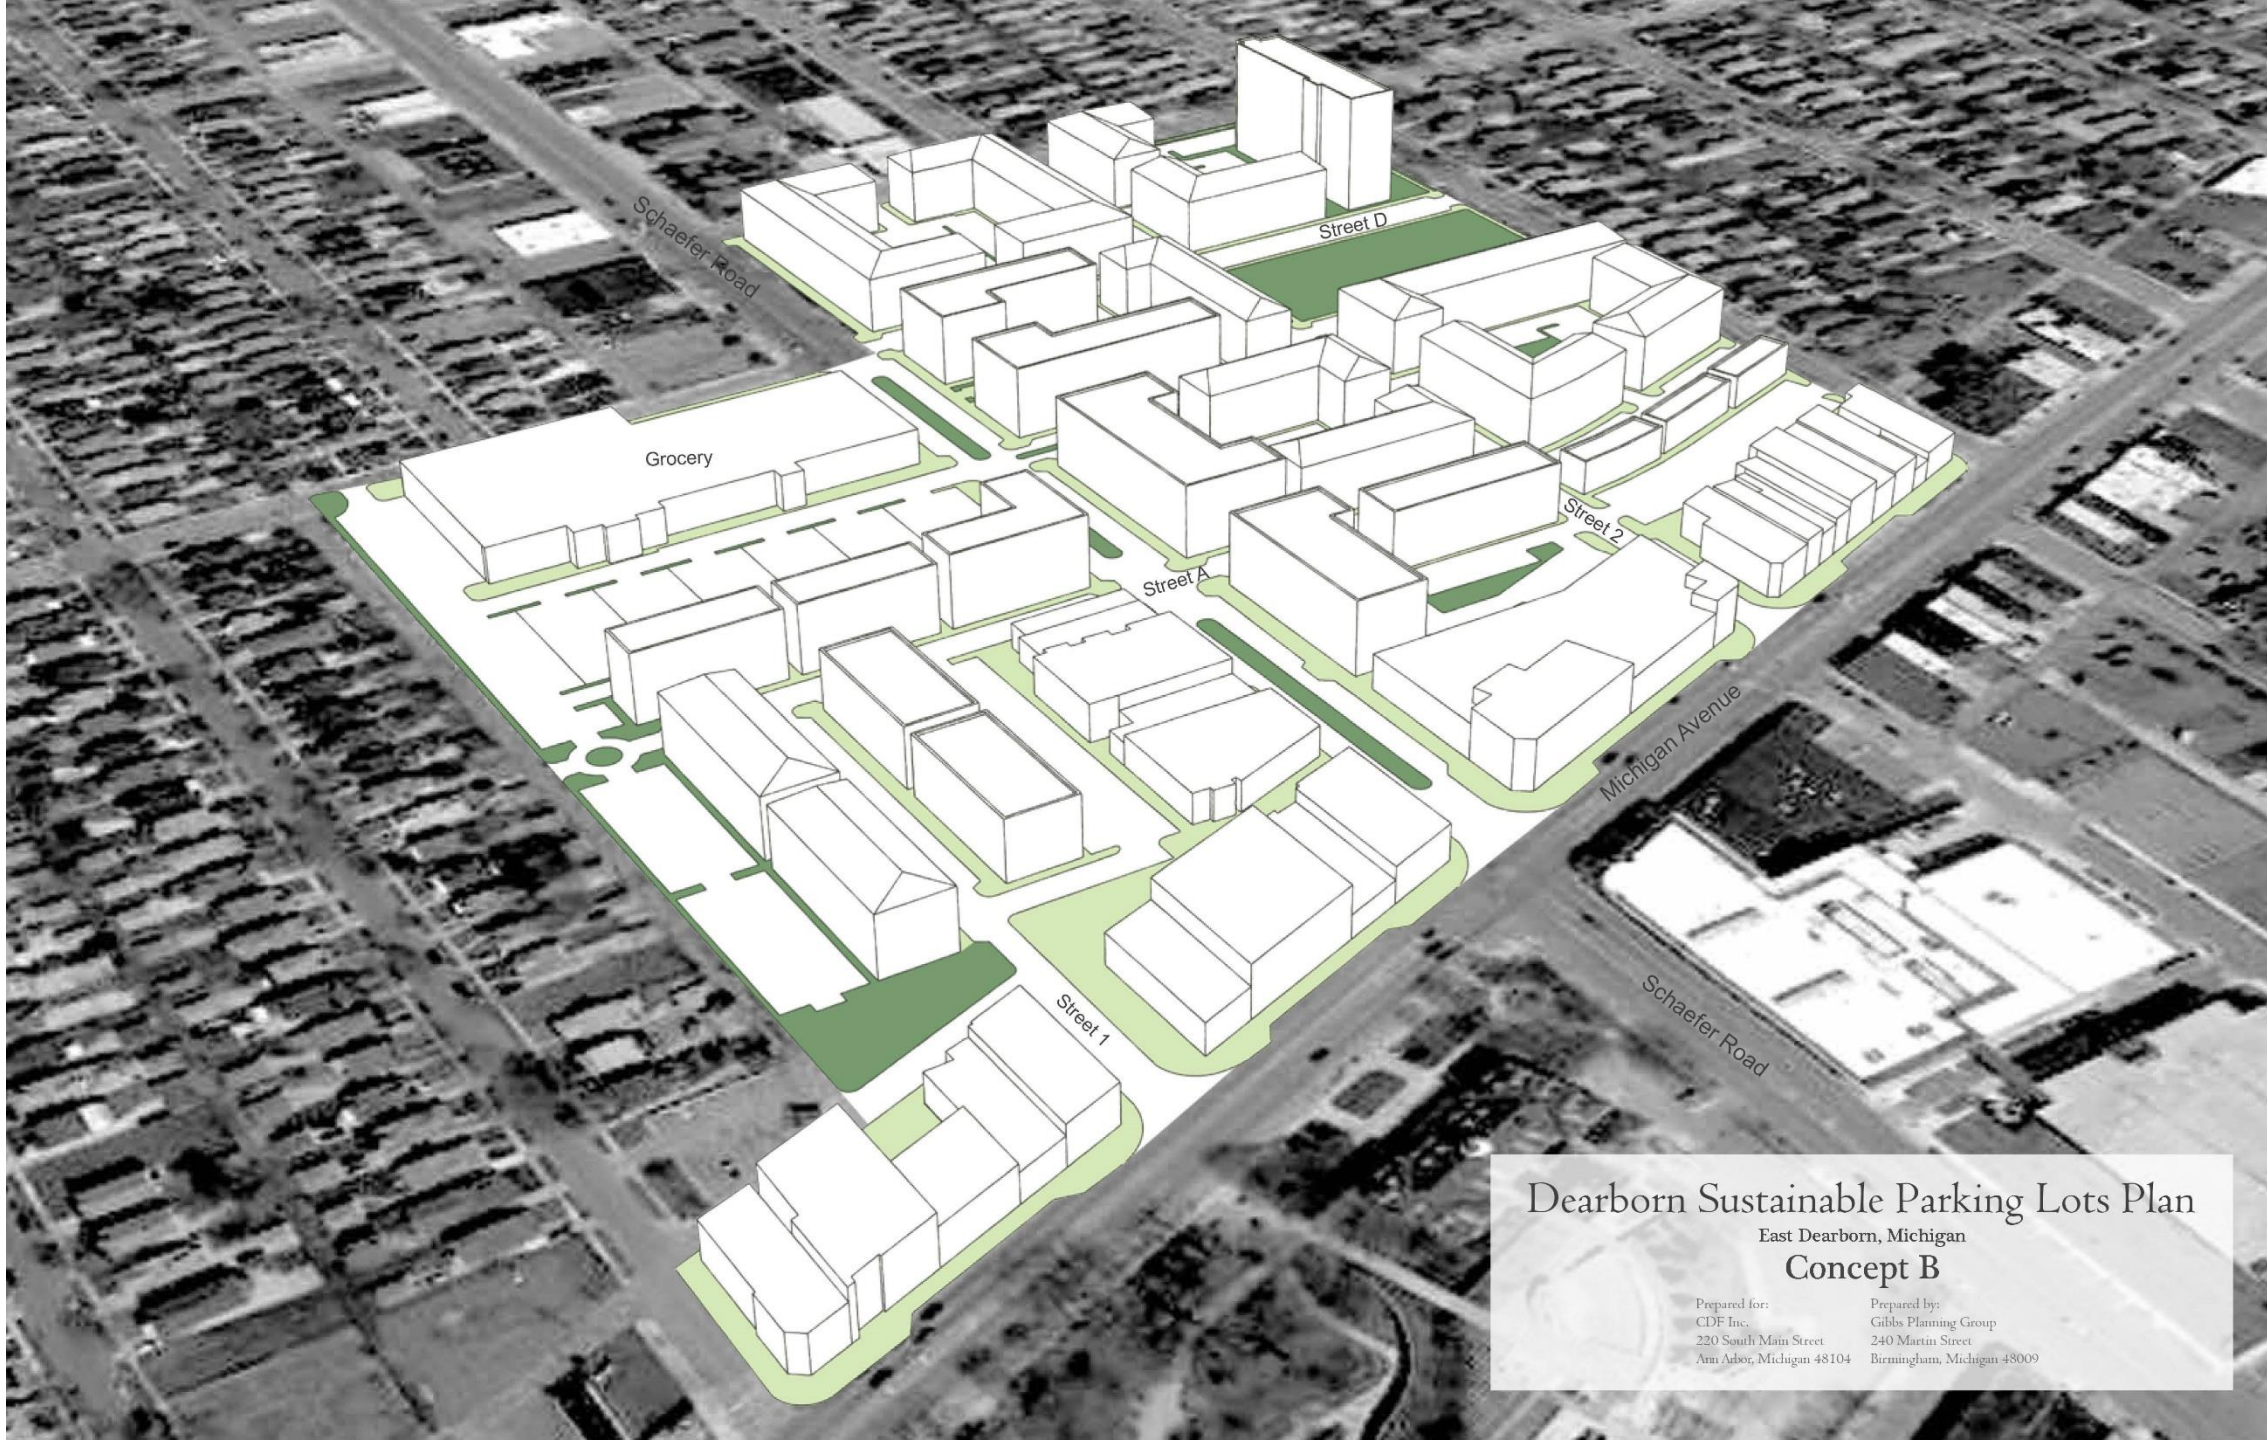 Schaefer Road
Street D
Grocery
Street 2
Street A
Michigan Avenue
Schaefer Road
Street 1
Dearborn Sustainable Parking Lots Plan
East Dearborn, Michigan
Concept B
Prepared for:
CDF Inc.
220 South Main Street
Ann Arbor, Michigan 48104
Prepared by:
Gibbs Planning Group
240 Martin Street
Birmingham, Michigan 48009